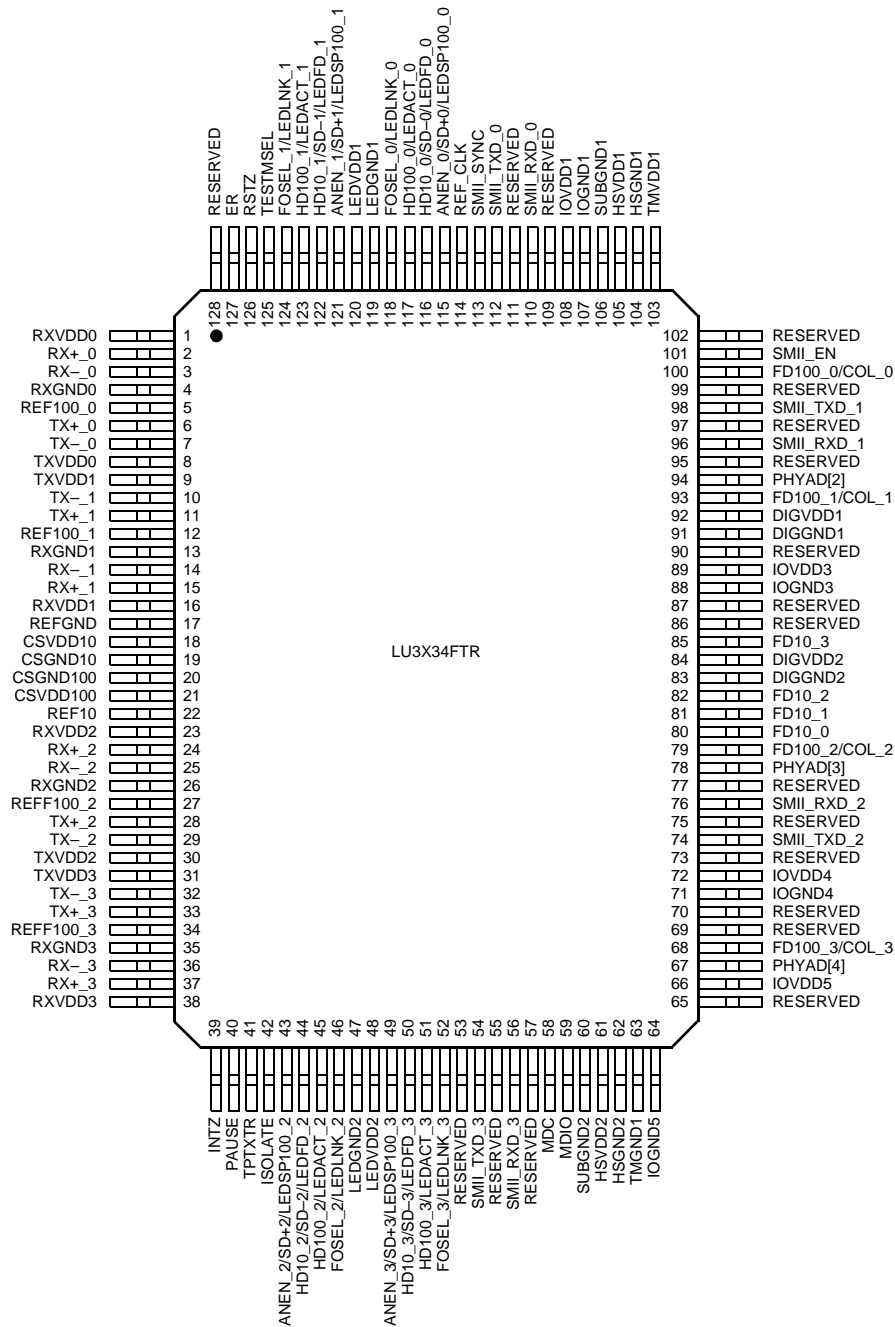 RESERVED
ER
RSTZ
TESTMSEL
FOSEL_1/LEDLNK_1
HD100_1/LEDACT_1
HD10_1/SD–1/LEDFD_1
ANEN_1/SD+1/LEDSP100_1
LEDVDD1
LEDGND1
FOSEL_0/LEDLNK_0
HD100_0/LEDACT_0
HD10_0/SD–0/LEDFD_0
ANEN_0/SD+0/LEDSP100_0
REF_CLK
SMII_SYNC
SMII_TXD_0
RESERVED
SMII_RXD_0
RESERVED
IOVDD1
IOGND1
SUBGND1
HSVDD1
HSGND1
TMVDD1
128
127
126
125
124
123
122
121
120
119
118
117
116
115
114
113
112
111
110
109
108
107
106
105
104
103
RXVDD0 1
RX+_0 2
RX–_0 3
RXGND0 4
REF100_0 5
TX+_0 6
TX–_0 7
TXVDD0 8
TXVDD1 9
TX–_1 10
TX+_1 11
REF100_1 12
RXGND1 13
RX–_1 14
RX+_1 15
RXVDD1 16
REFGND 17
CSVDD10 18
CSGND10 19
CSGND100 20
CSVDD100 21
REF10 22
RXVDD2 23
RX+_2 24
RX–_2 25
RXGND2 26
REFF100_2 27
TX+_2 28
TX–_2 29
TXVDD2 30
TXVDD3 31
TX–_3 32
TX+_3 33
REFF100_3 34
RXGND3 35
RX–_3 36
RX+_3 37
RXVDD3 38
LU3X34FTR
102 RESERVED
101 SMII_EN
100 FD100_0/COL_0
99 RESERVED
98 SMII_TXD_1
97 RESERVED
96 SMII_RXD_1
95 RESERVED
94 PHYAD[2]
93 FD100_1/COL_1
92 DIGVDD1
91 DIGGND1
90 RESERVED
89 IOVDD3
88 IOGND3
87 RESERVED
86 RESERVED
85 FD10_3
84 DIGVDD2
83 DIGGND2
82 FD10_2
81 FD10_1
80 FD10_0
79 FD100_2/COL_2
78 PHYAD[3]
77 RESERVED
76 SMII_RXD_2
75 RESERVED
74 SMII_TXD_2
73 RESERVED
72 IOVDD4
71 IOGND4
70 RESERVED
69 RESERVED
68 FD100_3/COL_3
67 PHYAD[4]
66 IOVDD5
65 RESERVED
39
40
41
42
43
44
45
46
47
48
49
50
51
52
53
54
55
56
57
58
59
60
61
62
63
64
INTZ
PAUSE
TPTXTR
ISOLATE
ANEN_2/SD+2/LEDSP100_2
HD10_2/SD–2/LEDFD_2
HD100_2/LEDACT_2
FOSEL_2/LEDLNK_2
LEDGND2
LEDVDD2
ANEN_3/SD+3/LEDSP100_3
HD10_3/SD–3/LEDFD_3
HD100_3/LEDACT_3
FOSEL_3/LEDLNK_3
RESERVED
SMII_TXD_3
RESERVED
SMII_RXD_3
RESERVED
MDC
MDIO
SUBGND2
HSVDD2
HSGND2
TMGND1
IOGND5